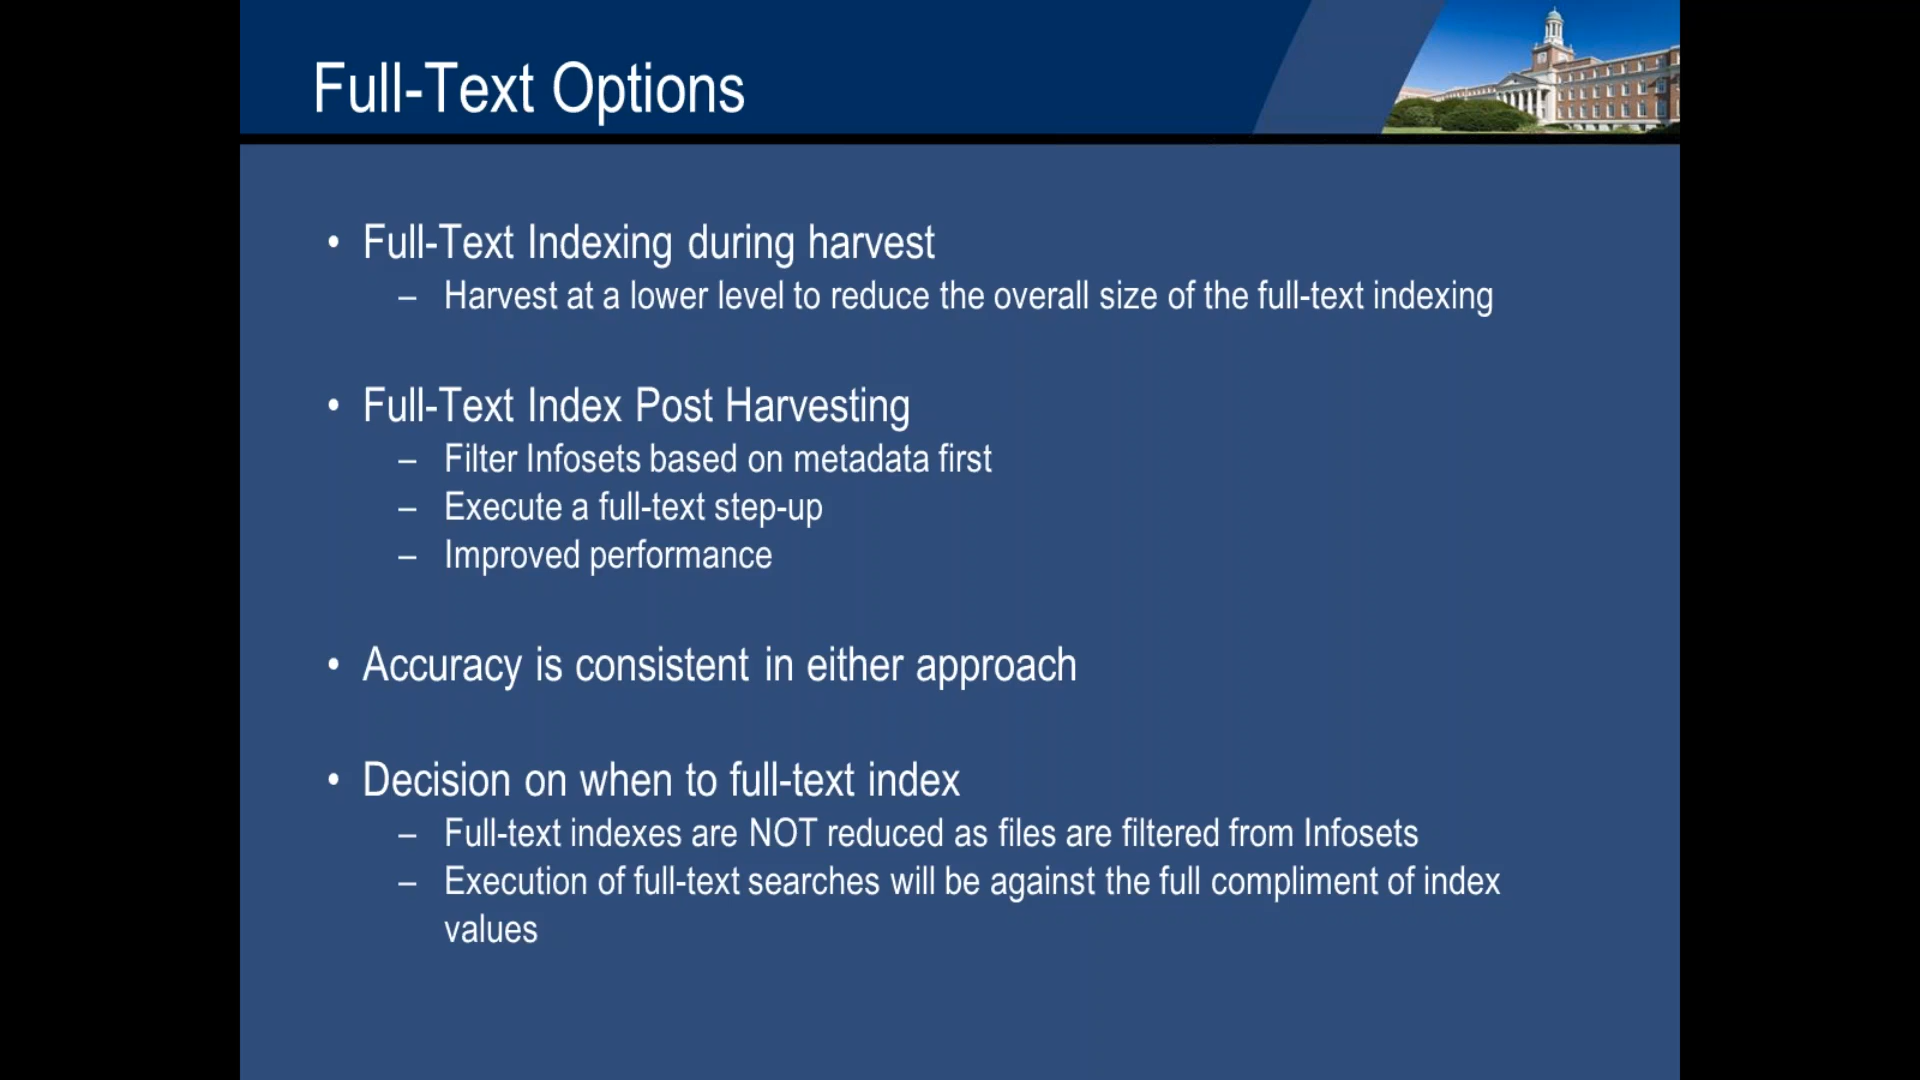 Full-Text Options
• Full-Text Indexing during harvest
– Harvest at a lower level to reduce the overall size of the full-text indexing
• Full-Text Index Post Harvesting
– Filter Infosets based on metadata first
– Execute a full-text step-up
– Improved performance
• Accuracy is consistent in either approach
• Decision on when to full-text index
– Full-text indexes are NOT reduced as files are filtered from Infosets
– Execution of full-text searches will be against the full compliment of index
values